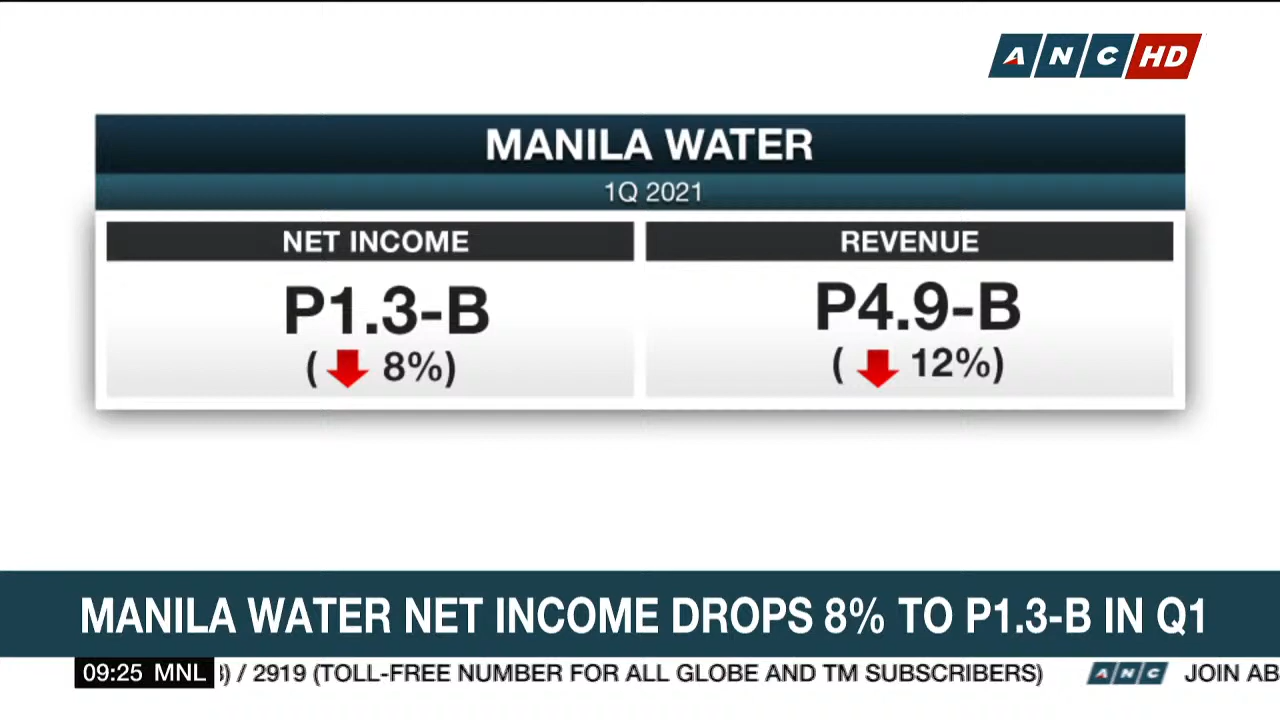 ANC HD
MANILA WATER
1Q 2021
NET INCOME
REVENUE
P1.3-B
P4.9-B
(8%)
(12%)
MANILA WATER NET INCOME DROPS 8% TO P1.3-B IN Q1
09:25 MNL ) / 2919 (TOLL-FREE NUMBER FOR ALL GLOBE AND TM SUBSCRIBERS) ANC JOIN AB